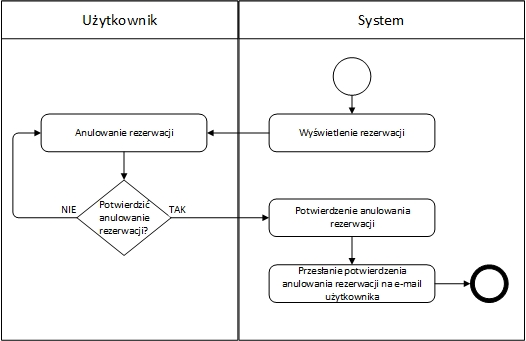 Użytkownik
System
Anulowanie rezerwacji
Wyświetlenie rezerwacji
Potwierdzić
anulowanie
rezerwacji?
NIE
TAK
Potwierdzenie anulowania
rezerwacji
Przesłanie potwierdzenia
anulowania rezerwacji na e-mail
użytkownika